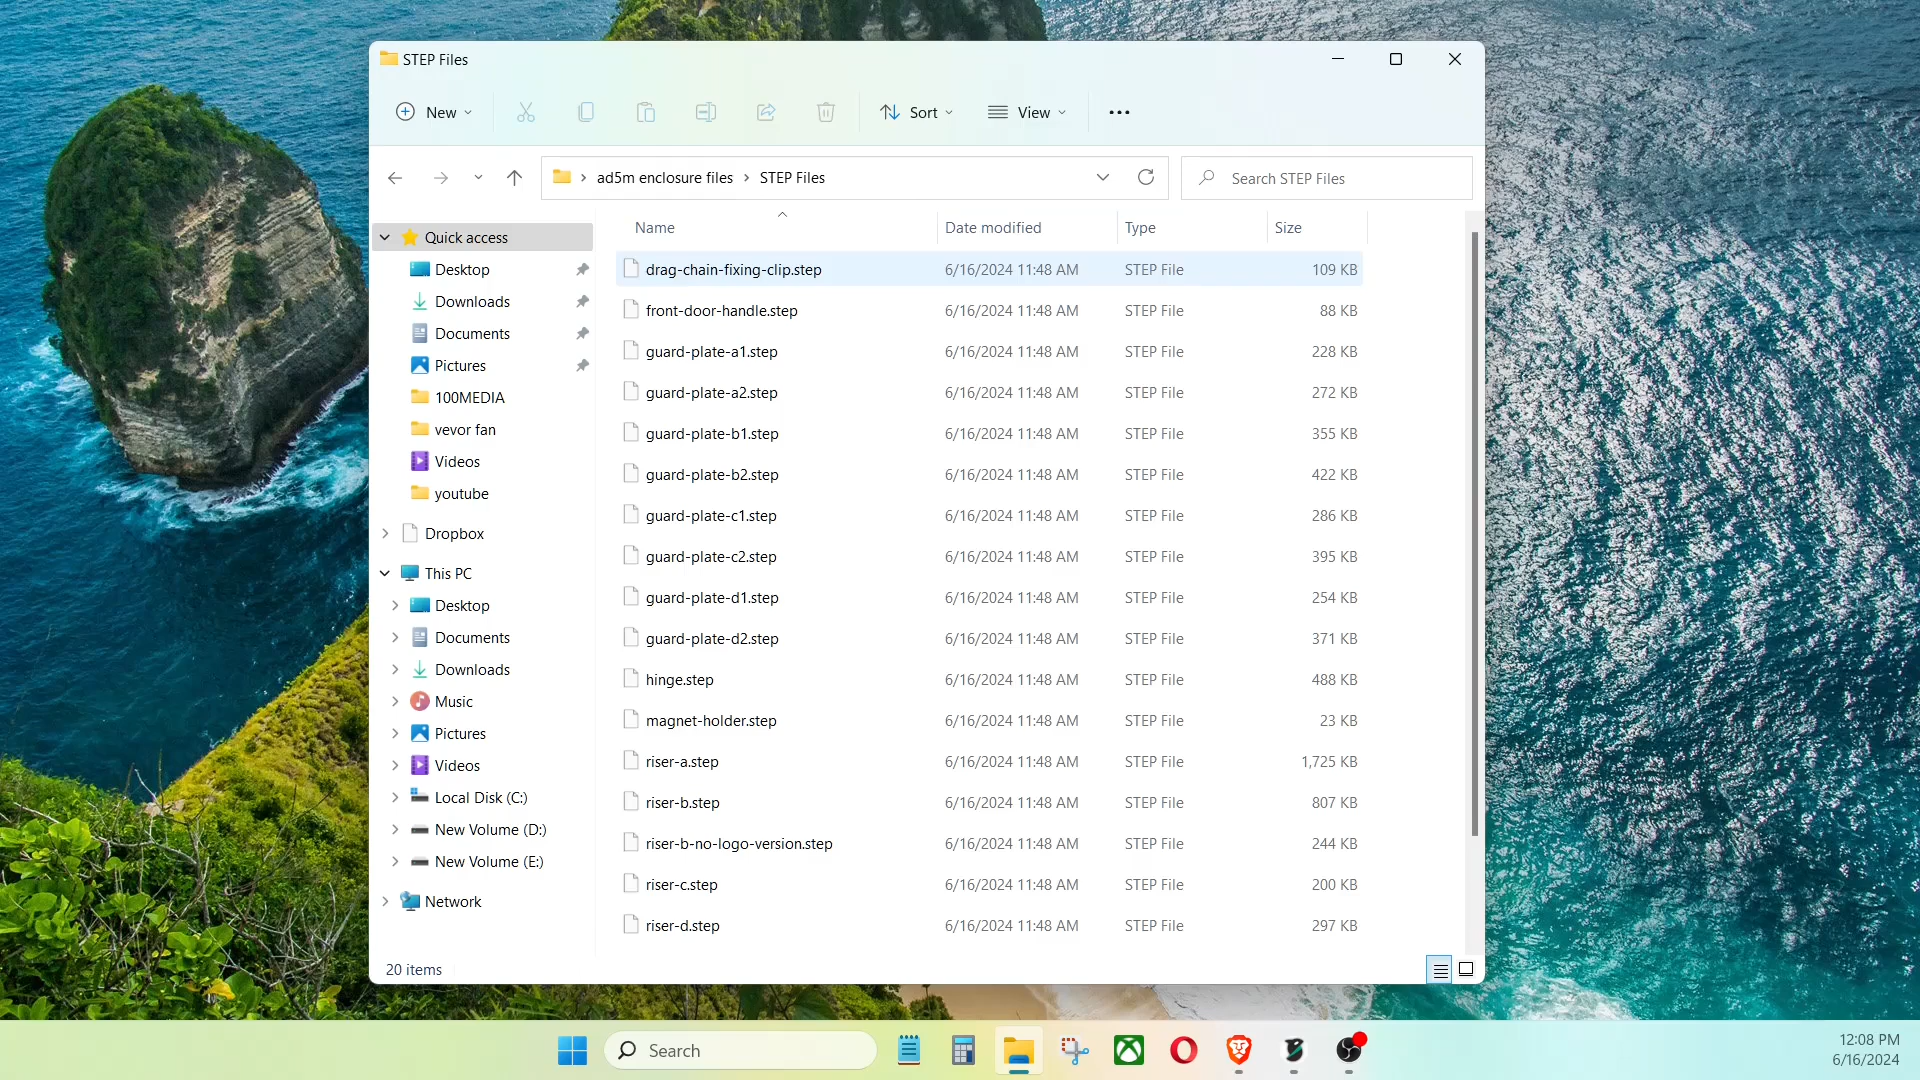 STEP Files
New
Sort
View
ad5m enclosure files
STEP Files
Search STEP Files
Name
Date modified
Type
Size
Quick access
Desktop
Downloads
Documents
Pictures
100MEDIA
vevor fan
Videos
youtube
Dropbox
This PC
Desktop
Documents
Downloads
Music
Pictures
Videos
Local Disk (C:)
New Volume (D:)
New Volume (E:)
Network
drag-chain-fixing-clip.step 6/16/2024 11:48 AM STEP File 109 KB
front-door-handle.step 6/16/2024 11:48 AM STEP File 88 KB
guard-plate-a1.step 6/16/2024 11:48 AM STEP File 228 KB
guard-plate-a2.step 6/16/2024 11:48 AM STEP File 272 KB
guard-plate-b1.step 6/16/2024 11:48 AM STEP File 355 KB
guard-plate-b2.step 6/16/2024 11:48 AM STEP File 422 KB
guard-plate-c1.step 6/16/2024 11:48 AM STEP File 286 KB
guard-plate-c2.step 6/16/2024 11:48 AM STEP File 395 KB
guard-plate-d1.step 6/16/2024 11:48 AM STEP File 254 KB
guard-plate-d2.step 6/16/2024 11:48 AM STEP File 371 KB
hinge.step 6/16/2024 11:48 AM STEP File 488 KB
magnet-holder.step 6/16/2024 11:48 AM STEP File 23 KB
riser-a.step 6/16/2024 11:48 AM STEP File 1,725 KB
riser-b.step 6/16/2024 11:48 AM STEP File 807 KB
riser-b-no-logo-version.step 6/16/2024 11:48 AM STEP File 244 KB
riser-c.step 6/16/2024 11:48 AM STEP File 200 KB
riser-d.step 6/16/2024 11:48 AM STEP File 297 KB
20 items
Search
12:08 PM
6/16/2024